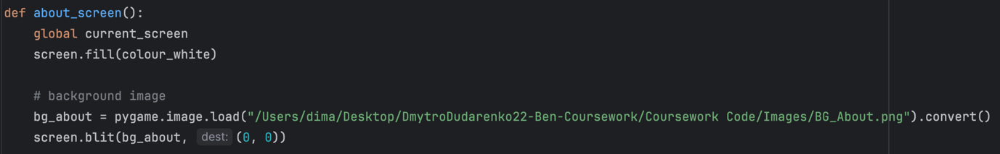 def about_screen():
    global current_screen
    screen.fill(colour_white)

    # background image
    bg_about = pygame.image.load("/Users/dima/Desktop/DmytroDudarenko22-Ben-Coursework/Coursework Code/Images/BG_About.png").convert()
    screen.blit(bg_about, dest: (0, 0))